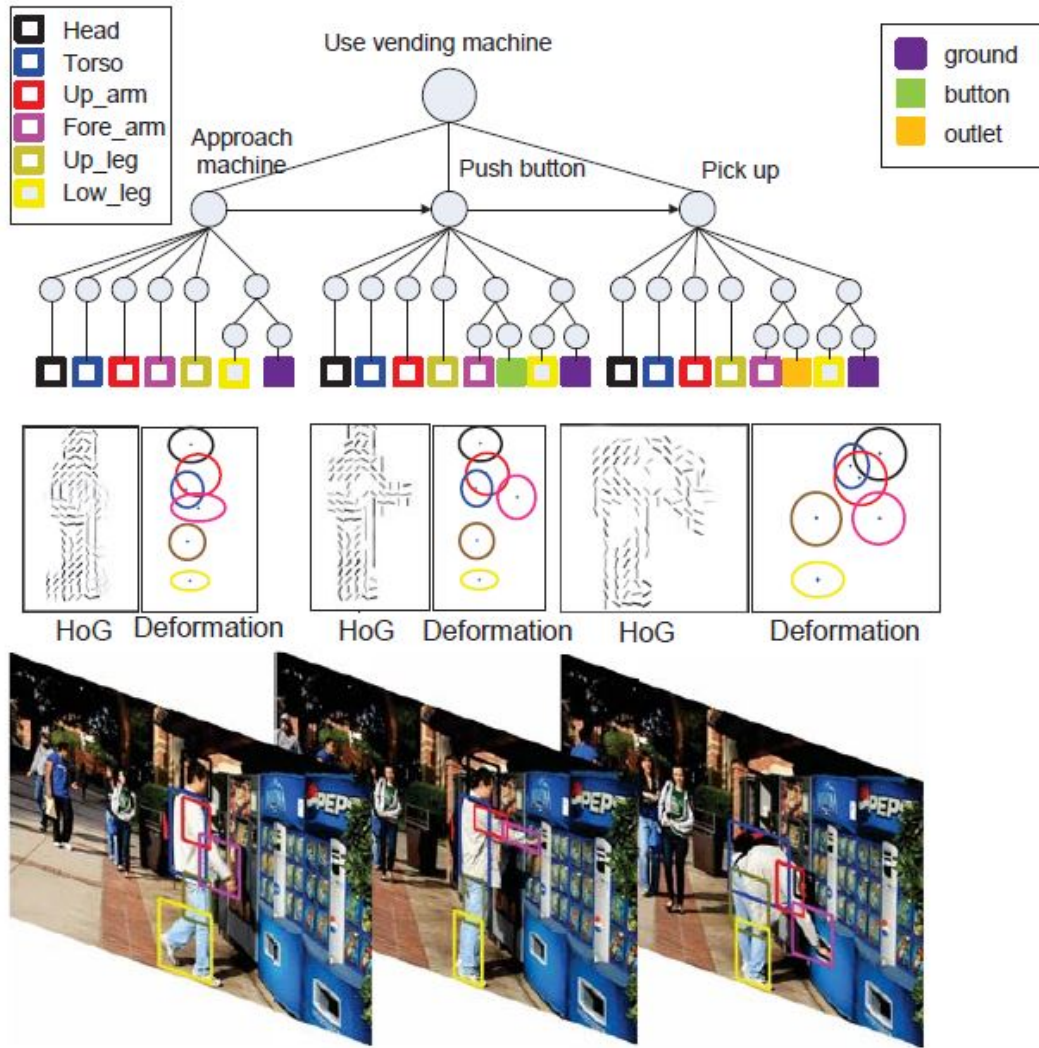 Head
Torso
Up_arm
Fore_arm
Up_leg
Low_leg
Use vending machine
ground
button
outlet
Approach
machine
Push button
Pick up
HoG
Deformation
HoG
Deformation
HoG
Deformation
PEP
PEP
PEPS